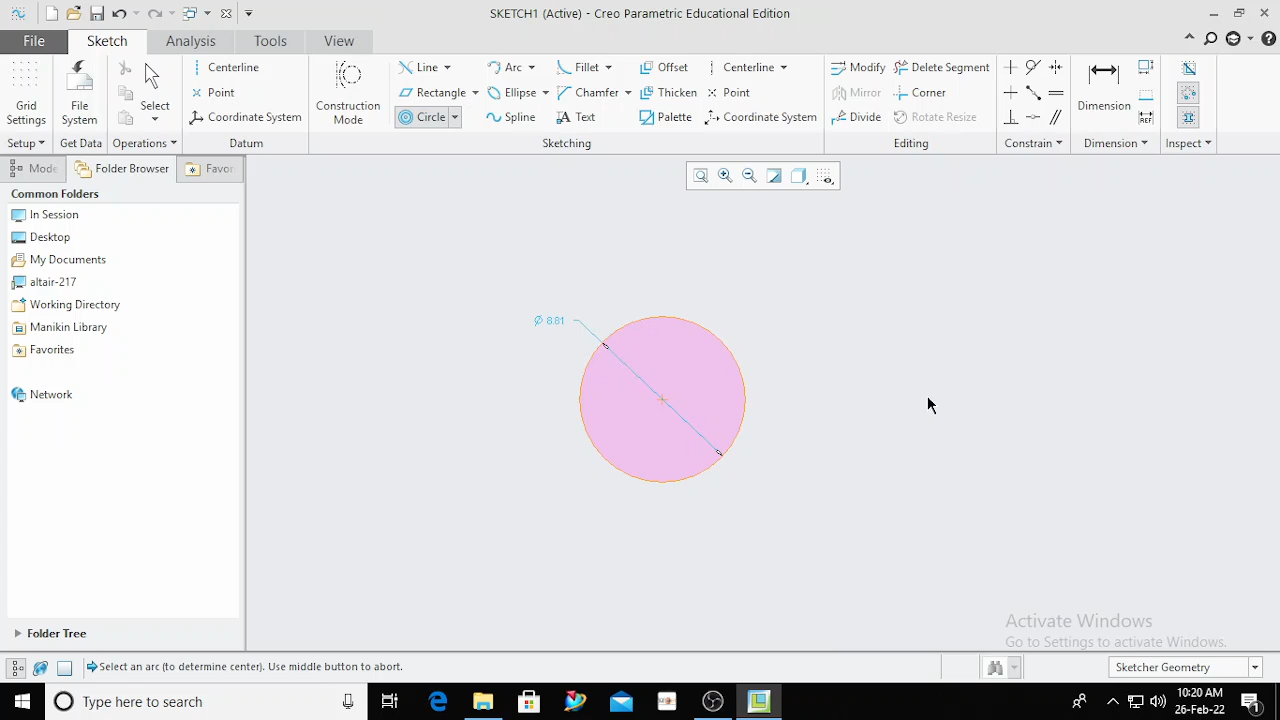 SKETCH1 (Active) - Creo Parametric Educational Edition
File Sketch Analysis Tools View
Centerline Line Arc Fillet Offset Centerline Modify Delete Segment
Point Rectangle Ellipse Chamfer Thicken Point Mirror Corner
Grid Settings File System Select Coordinate System Construction Mode Circle Spline Text Palette Coordinate System Divide Rotate Resize Dimension
Setup Get Data Operations Datum Sketching Editing Constrain Dimension Inspect
Mode Folder Browser Favor
Common Folders
In Session
Desktop
My Documents
altair-217
Working Directory
Manikin Library
Favorites
Network
Ø 8.81
Activate Windows
Go to Settings to activate Windows.
Folder Tree
Select an arc (to determine center). Use middle button to abort.
Sketcher Geometry
Type here to search
10:20 AM
26-Feb-22
1